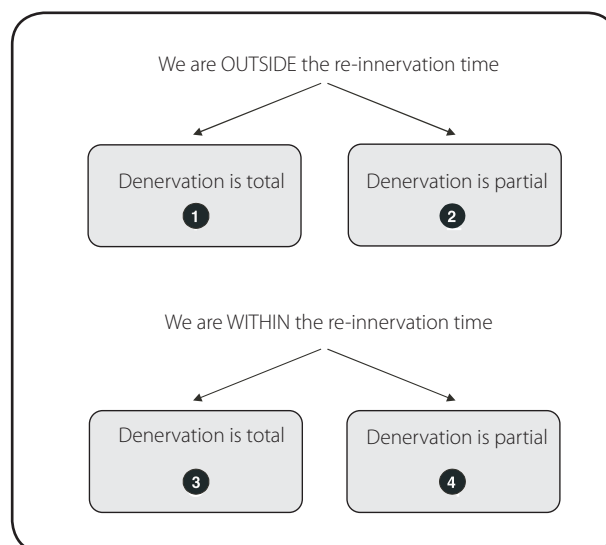 We are OUTSIDE the re-innervation time
Denervation is total
Denervation is partial
1
2
We are WITHIN the re-innervation time
Denervation is total
Denervation is partial
3
4